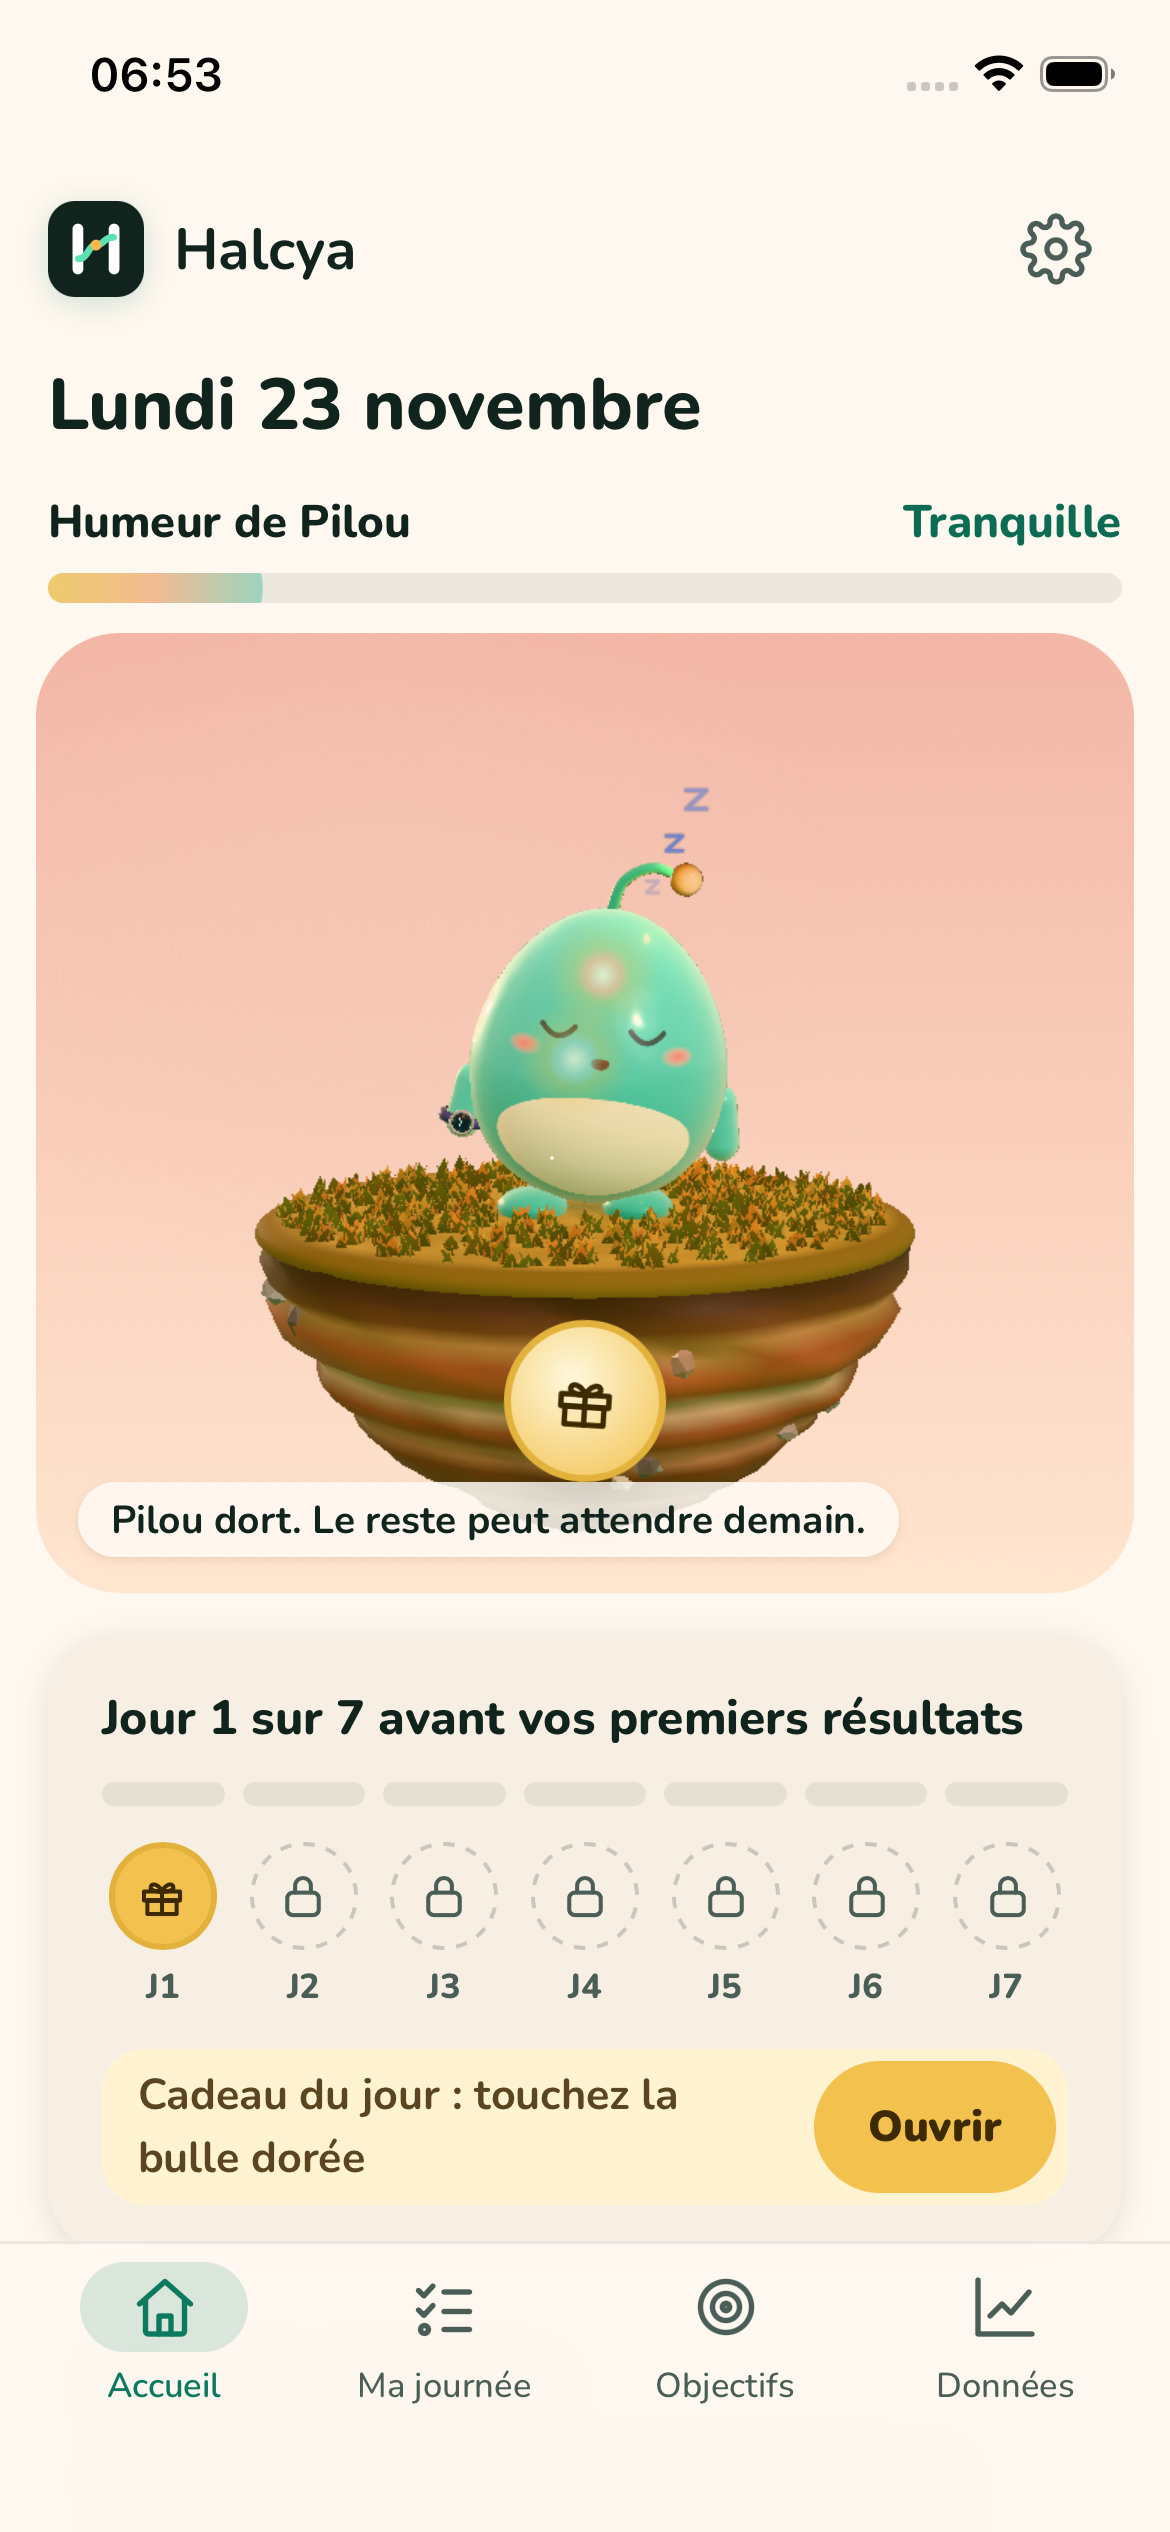 06:53
Halcya
Lundi 23 novembre
Humeur de Pilou
Tranquille
z
z
z
Pilou dort. Le reste peut attendre demain.
Jour 1 sur 7 avant vos premiers résultats
J1
J2
J3
J4
J5
J6
J7
Cadeau du jour : touchez la
bulle dorée
Ouvrir
Accueil
Ma journée
Objectifs
Données